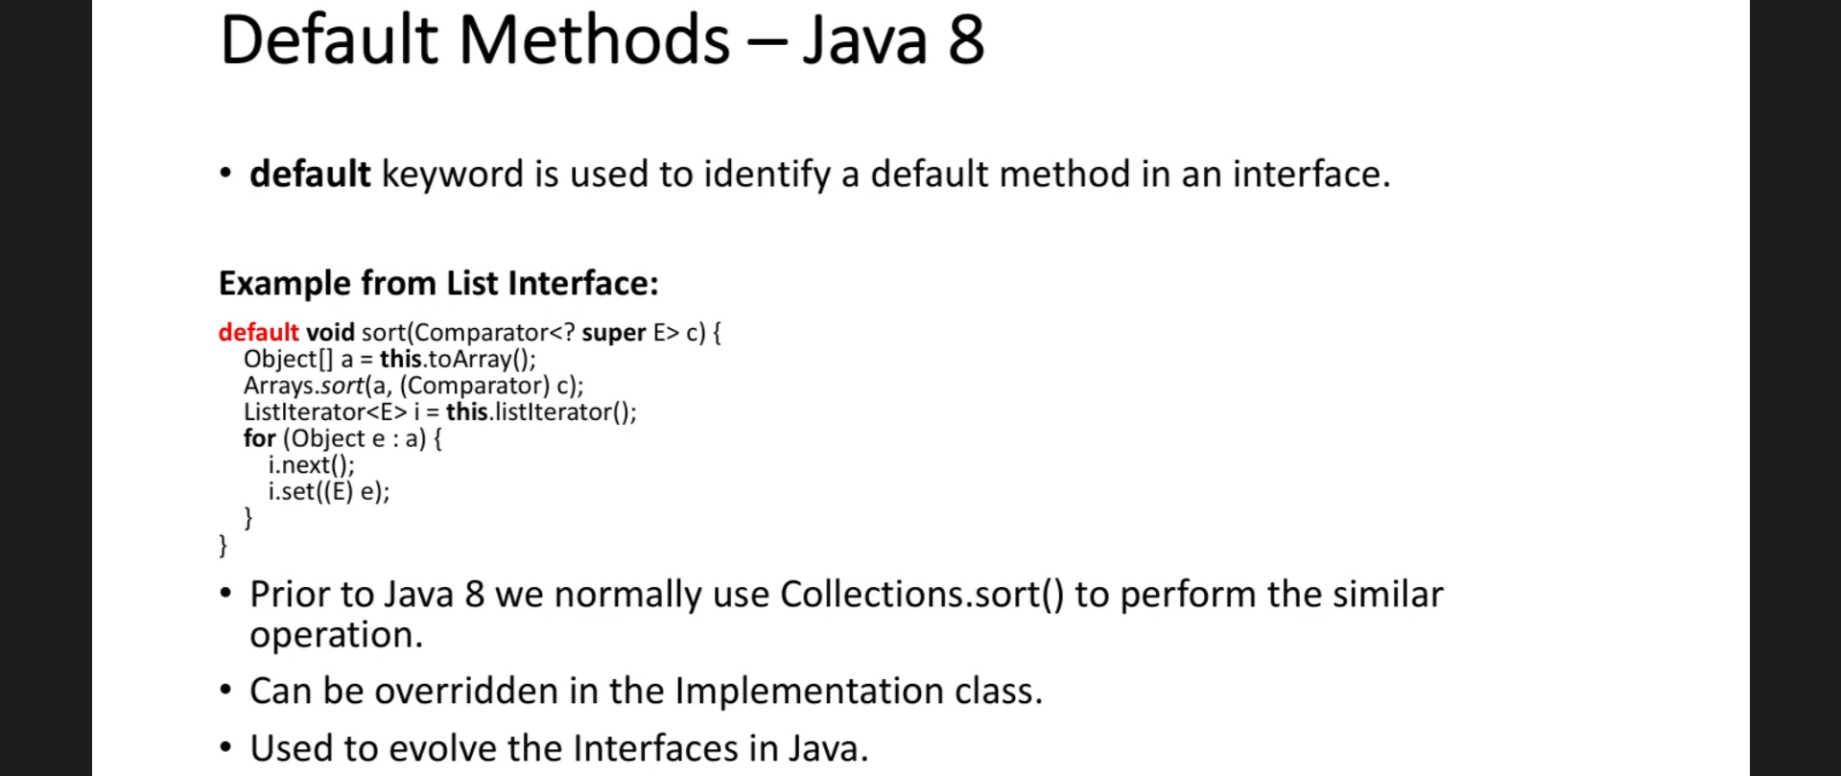 Default Methods – Java 8
• default keyword is used to identify a default method in an interface.
Example from List Interface:
default void sort(Comparator<? super E> c) {
Object[] a = this.toArray();
Arrays.sort(a, (Comparator) c);
ListIterator<E> i = this.listIterator();
for (Object e : a) {
i.next();
i.set((E) e);
}
}
• Prior to Java 8 we normally use Collections.sort() to perform the similar
operation.
• Can be overridden in the Implementation class.
• Used to evolve the Interfaces in Java.